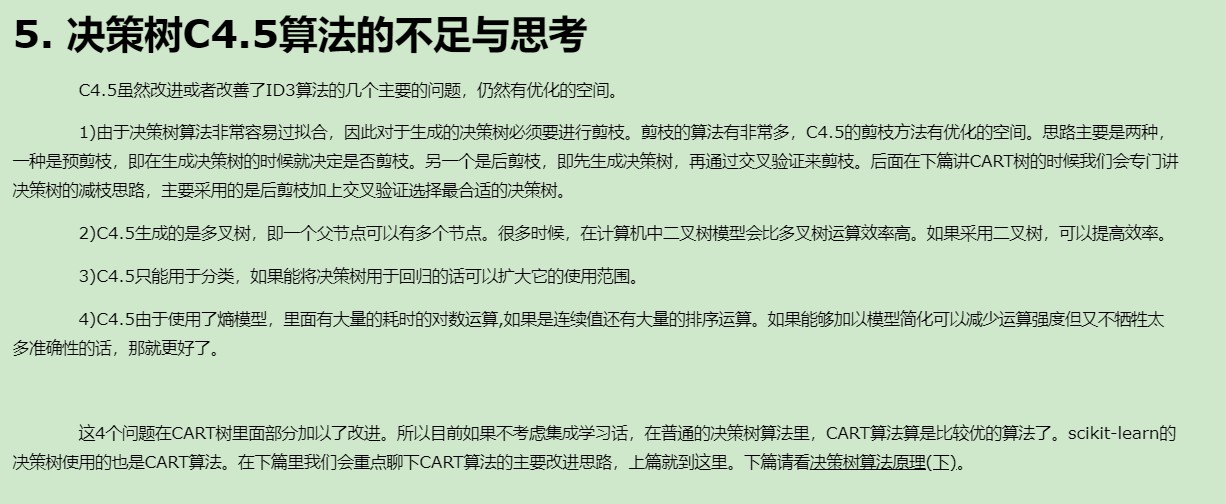 5. 决策树C4.5算法的不足与思考
C4.5虽然改进或者改善了ID3算法的几个主要的问题，仍然有优化的空间。
1)由于决策树算法非常容易过拟合，因此对于生成的决策树必须要进行剪枝。剪枝的算法有非常多，C4.5的剪枝方法有优化的空间。思路主要是两种，
一种是预剪枝，即在生成决策树的时候就决定是否剪枝。另一个是后剪枝，即先生成决策树，再通过交叉验证来剪枝。后面在下篇讲CART树的时候我们会专门讲
决策树的减枝思路，主要采用的是后剪枝加上交叉验证选择最合适的决策树。
2)C4.5生成的是多叉树，即一个父节点可以有多个节点。很多时候，在计算机中二叉树模型会比多叉树运算效率高。如果采用二叉树，可以提高效率。
3)C4.5只能用于分类，如果能将决策树用于回归的话可以扩大它的使用范围。
4)C4.5由于使用了熵模型，里面有大量的耗时的对数运算,如果是连续值还有大量的排序运算。如果能够加以模型简化可以减少运算强度但又不牺牲太
多准确性的话，那就更好了。
这4个问题在CART树里面部分加以了改进。所以目前如果不考虑集成学习话，在普通的决策树算法里，CART算法算是比较优的算法了。scikit-learn的
决策树使用的也是CART算法。在下篇里我们会重点聊下CART算法的主要改进思路，上篇就到这里。下篇请看决策树算法原理(下)。